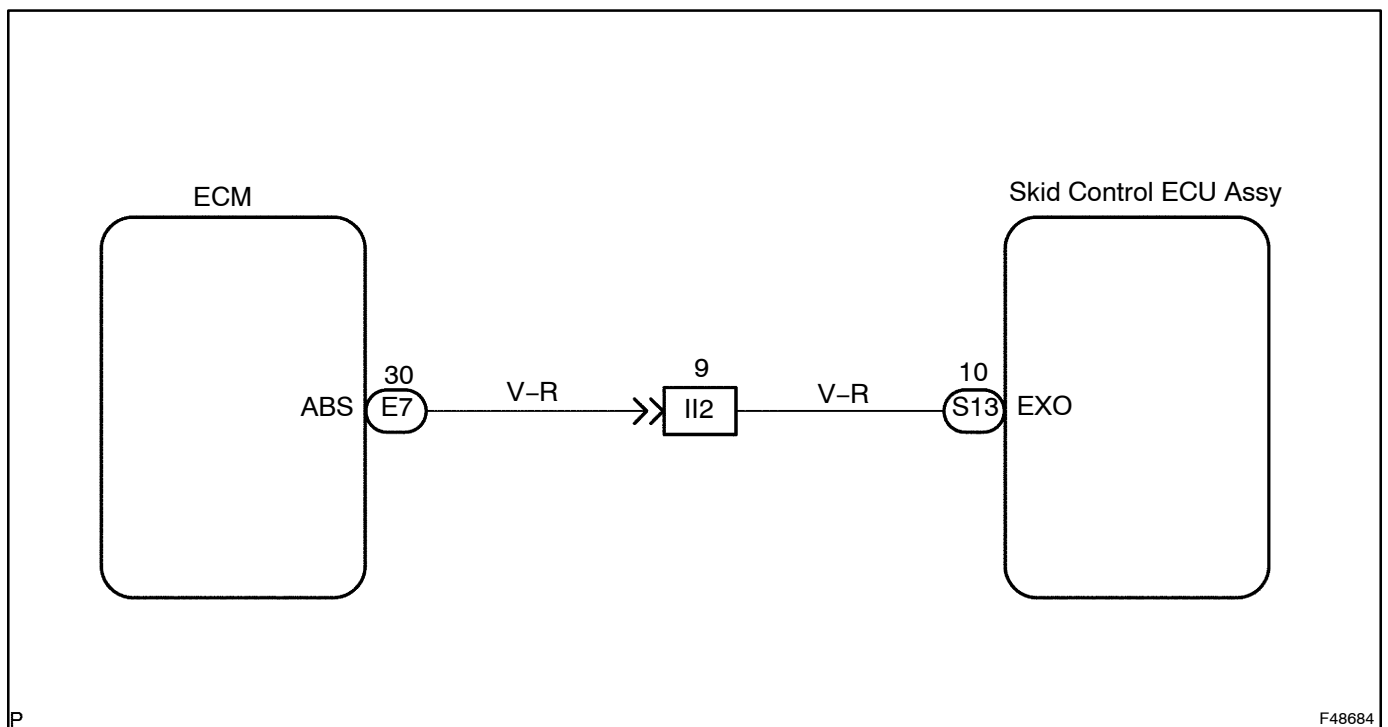 ECM
Skid Control ECU Assy
30
9
10
V−R
V−R
ABS
E7
II2
S13
EXO
P
F48684